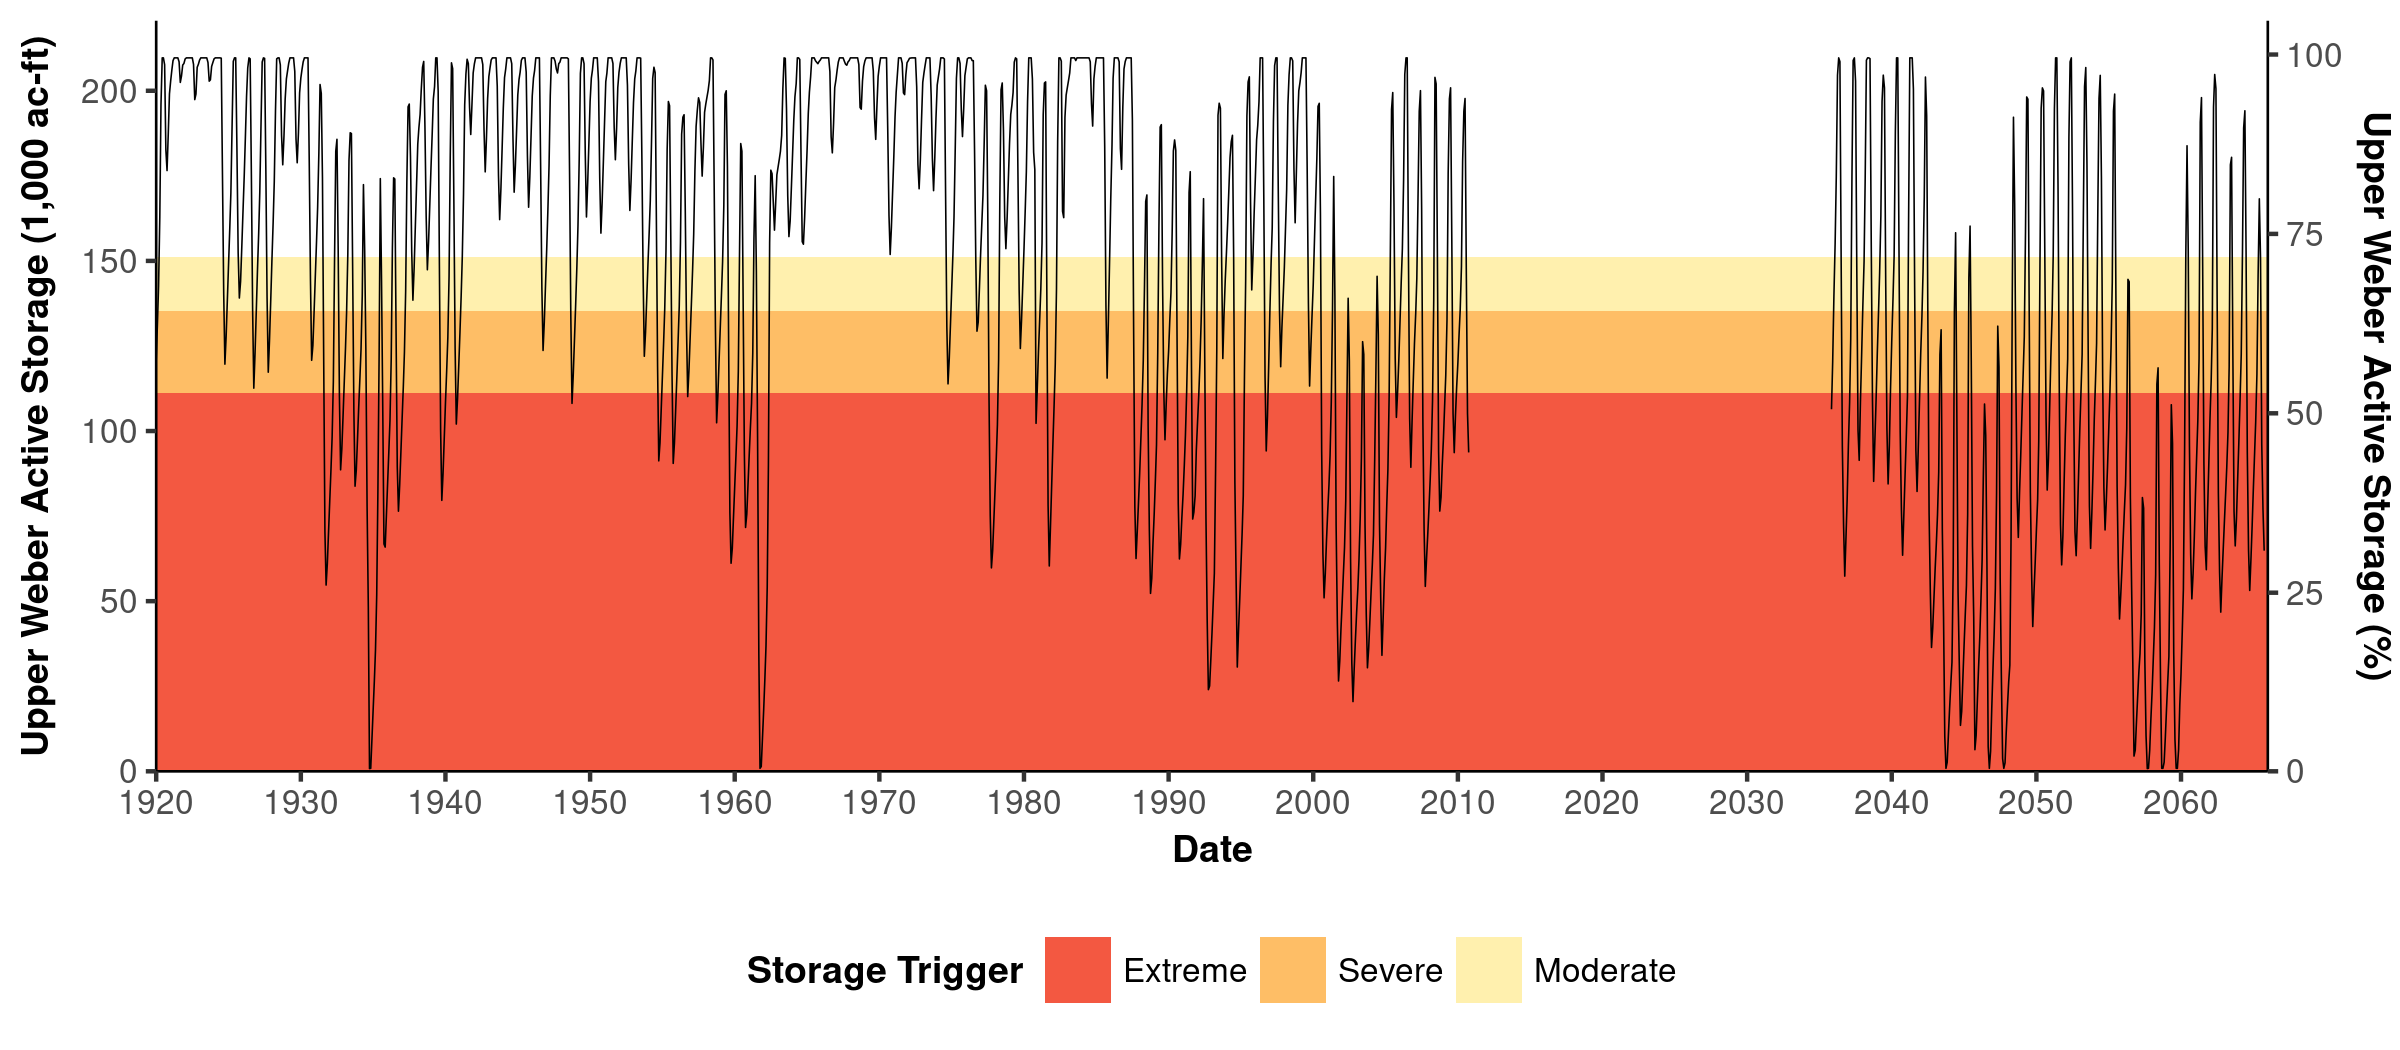 Upper Weber Active Storage (1,000 ac-ft)
200
150
100
50
0
100
75
50
25
0
Upper Weber Active Storage (%)
1920 1930 1940 1950 1960 1970 1980 1990 2000 2010 2020 2030 2040 2050 2060
Date
Storage Trigger Extreme Severe Moderate